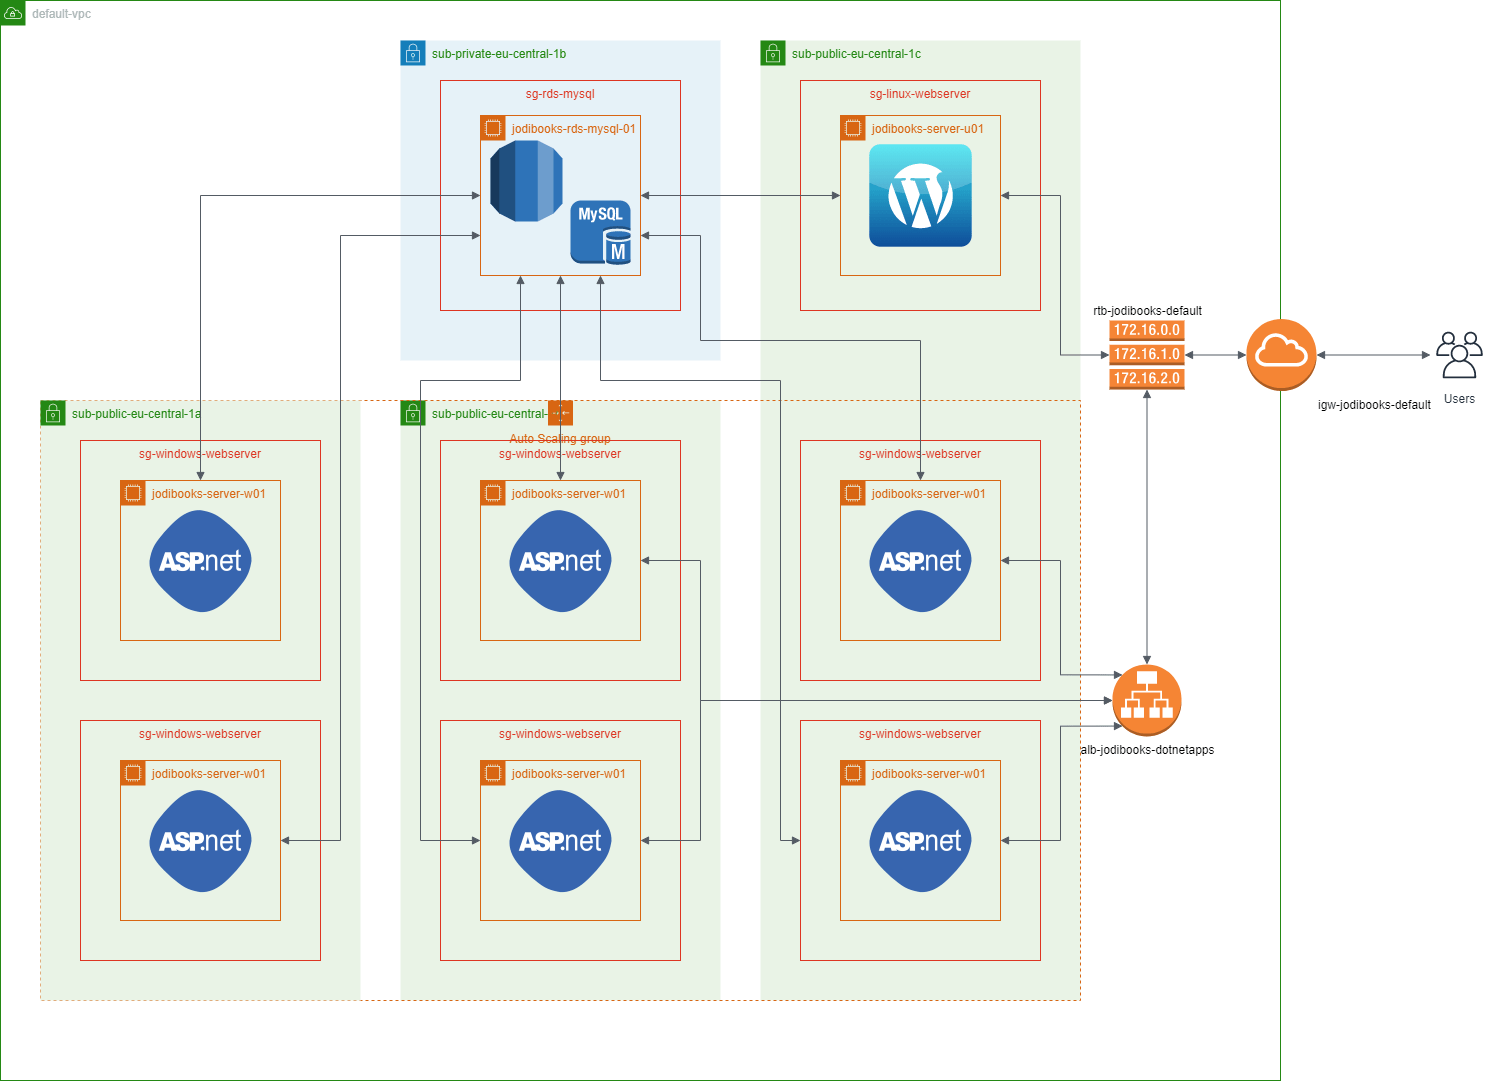 default-vpc
sub-private-eu-central-1b
sub-public-eu-central-1c
sg-rds-mysql
sg-linux-webserver
jodibooks-rds-mysql-01
jodibooks-server-u01
MySQL
M
W
rtb-jodibooks-default
172.16.0.0
172.16.1.0
172.16.2.0
igw-jodibooks-default
Users
sub-public-eu-central-1a
sub-public-eu-central-
Auto Scaling group
sg-windows-webserver
sg-windows-webserver
sg-windows-webserver
jodibooks-server-w01
jodibooks-server-w01
jodibooks-server-w01
ASP.net
ASP.net
ASP.net
sg-windows-webserver
sg-windows-webserver
sg-windows-webserver
alb-jodibooks-dotnetapps
jodibooks-server-w01
jodibooks-server-w01
jodibooks-server-w01
ASP.net
ASP.net
ASP.net